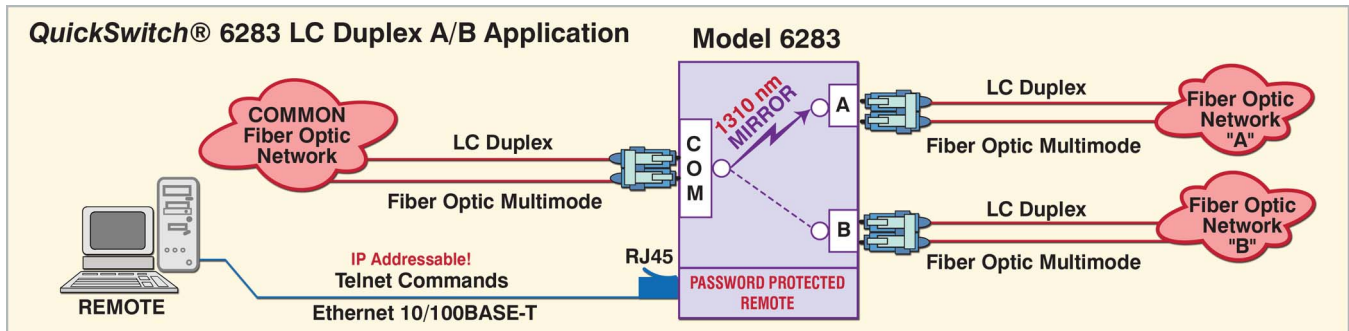 QuickSwitch® 6283 LC Duplex A/B Application
Model 6283
COMMON
Fiber Optic
Network
LC Duplex
Fiber Optic Multimode
C
O
M
1310 nm
MIRROR
A
B
LC Duplex
Fiber Optic Multimode
Fiber Optic
Network
"A"
LC Duplex
Fiber Optic Multimode
Fiber Optic
Network
"B"
REMOTE
IP Addressable!
Telnet Commands
Ethernet 10/100BASE-T
RJ45
PASSWORD PROTECTED
REMOTE